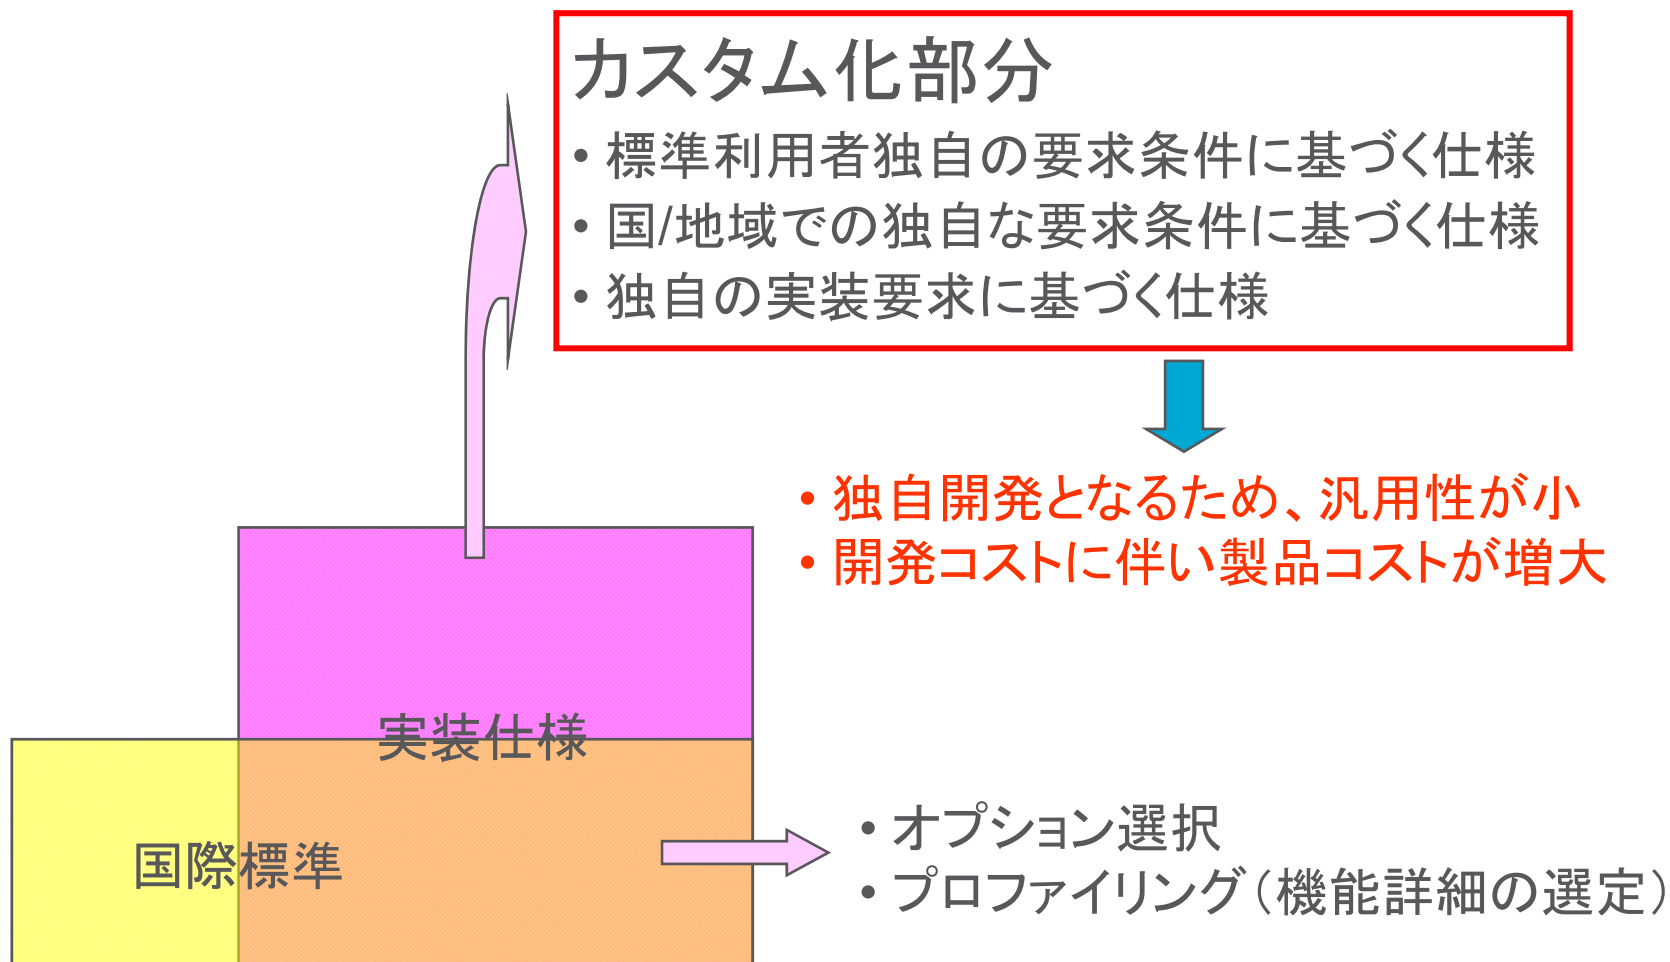 カスタム化部分
• 標準利用者独自の要求条件に基づく仕様
• 国/地域での独自な要求条件に基づく仕様
• 独自の実装要求に基づく仕様
• 独自開発となるため、汎用性が小
• 開発コストに伴い製品コストが増大
実装仕様
国際標準
• オプション選択
• プロファイリング（機能詳細の選定）